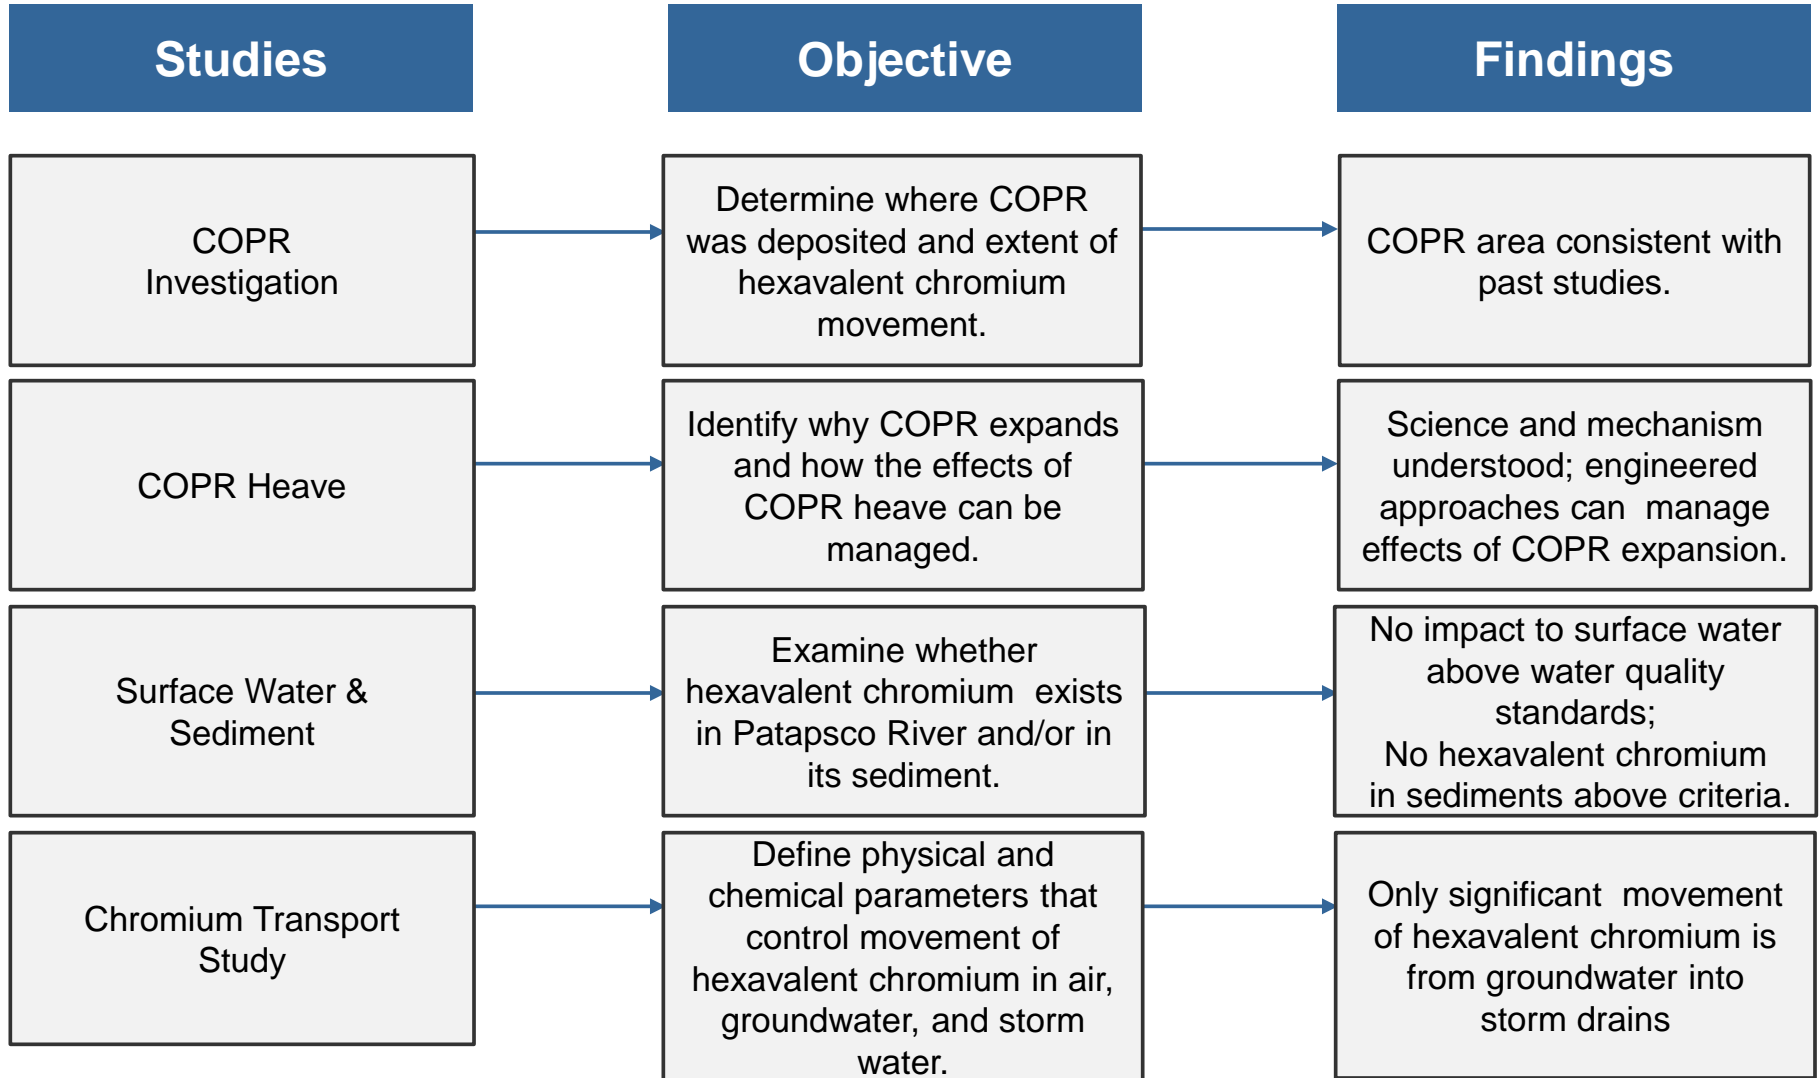 Studies
Objective
Findings
COPR
Investigation
Determine where COPR
was deposited and extent of
hexavalent chromium
movement.
COPR area consistent with
past studies.
COPR Heave
Identify why COPR expands
and how the effects of
COPR heave can be
managed.
Science and mechanism
understood; engineered
approaches can manage
effects of COPR expansion.
Surface Water &
Sediment
Examine whether
hexavalent chromium exists
in Patapsco River and/or in
its sediment.
No impact to surface water
above water quality
standards;
No hexavalent chromium
in sediments above criteria.
Chromium Transport
Study
Define physical and
chemical parameters that
control movement of
hexavalent chromium in air,
groundwater, and storm
water.
Only significant movement
of hexavalent chromium is
from groundwater into
storm drains